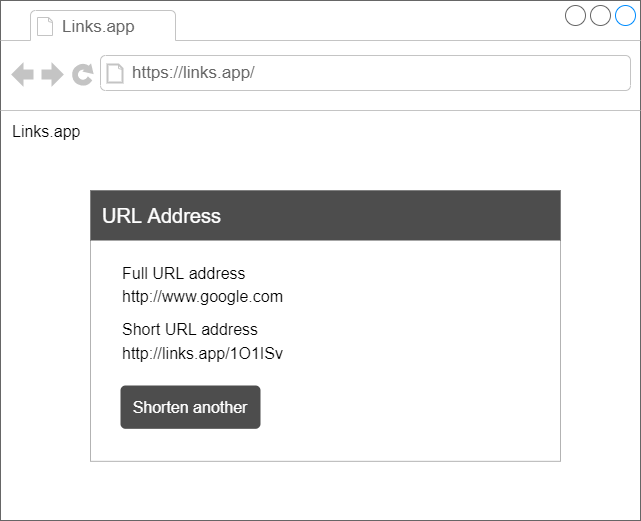 Links.app
https://links.app/
Links.app
URL Address
Full URL address
http://www.google.com
Short URL address
http://links.app/1O1lSv
Shorten another